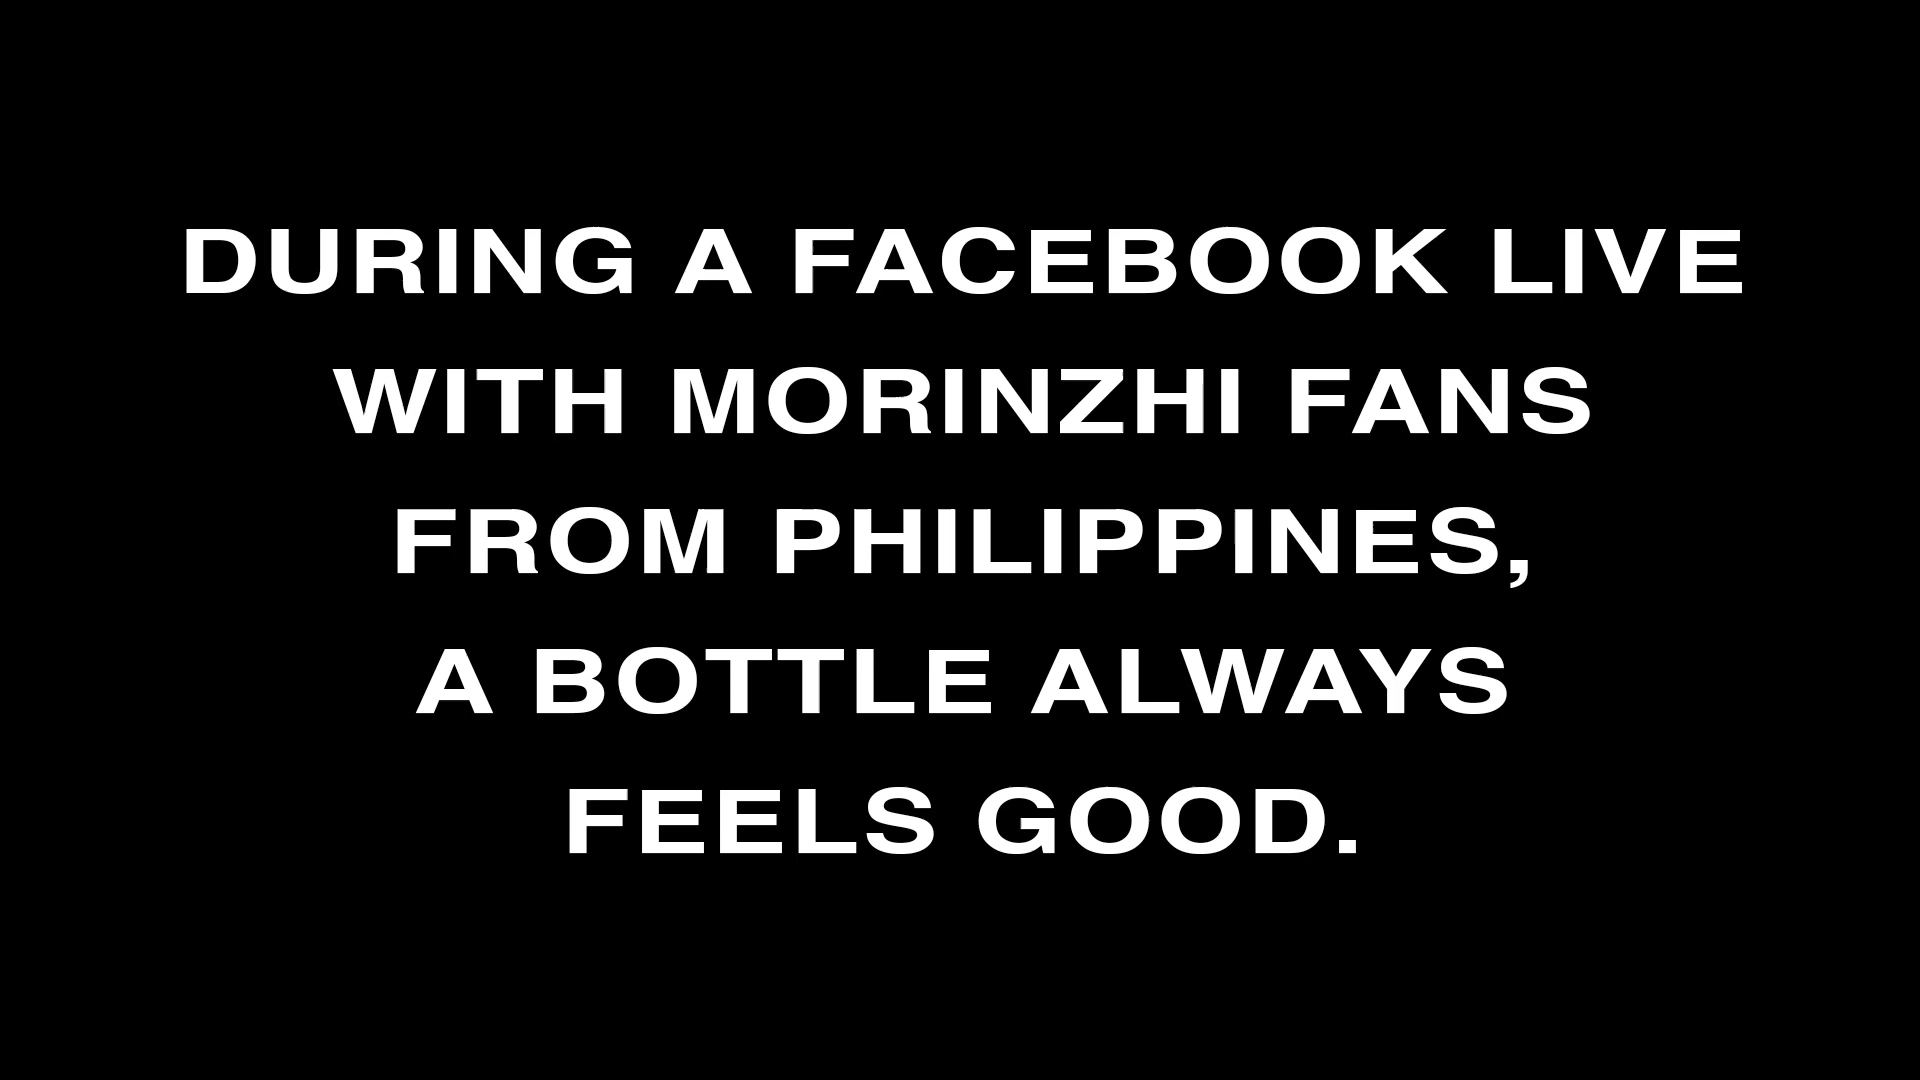 DURING A FACEBOOK LIVE
WITH MORINZHI FANS
FROM PHILIPPINES,
A BOTTLE ALWAYS
FEELS GOOD.